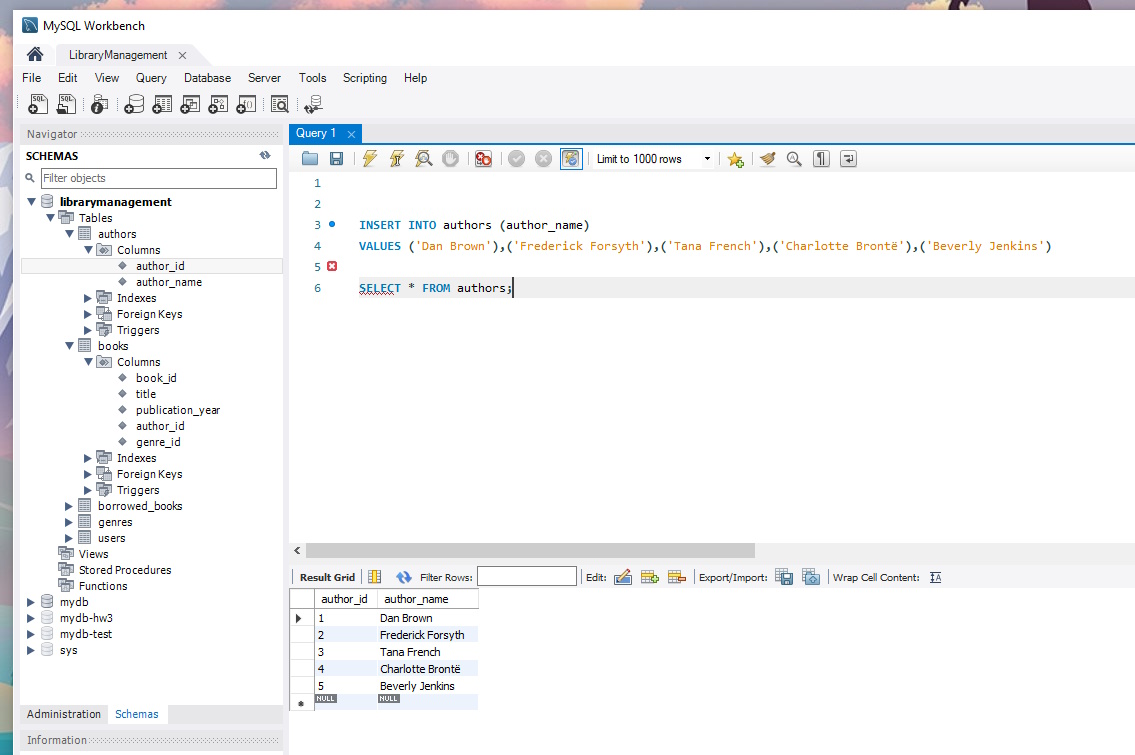 MySQL Workbench
LibraryManagement
File Edit View Query Database Server Tools Scripting Help
SQL SQL
Navigator
SCHEMAS
Filter objects
librarymanagement
Tables
authors
Columns
author_id
author_name
Indexes
Foreign Keys
Triggers
books
Columns
book_id
title
publication_year
author_id
genre_id
Indexes
Foreign Keys
Triggers
borrowed_books
genres
users
Views
Stored Procedures
Functions
mydb
mydb-hw3
mydb-test
sys
Administration Schemas
Information
Query 1
Limit to 1000 rows
1
2
3 INSERT INTO authors (author_name)
4 VALUES ('Dan Brown'),('Frederick Forsyth'),('Tana French'),('Charlotte Brontë'),('Beverly Jenkins')
5
6 SELECT * FROM authors;
Result Grid Filter Rows: Edit: Export/Import: Wrap Cell Content: IA
author_id author_name
1 Dan Brown
2 Frederick Forsyth
3 Tana French
4 Charlotte Brontë
5 Beverly Jenkins
NULL NULL